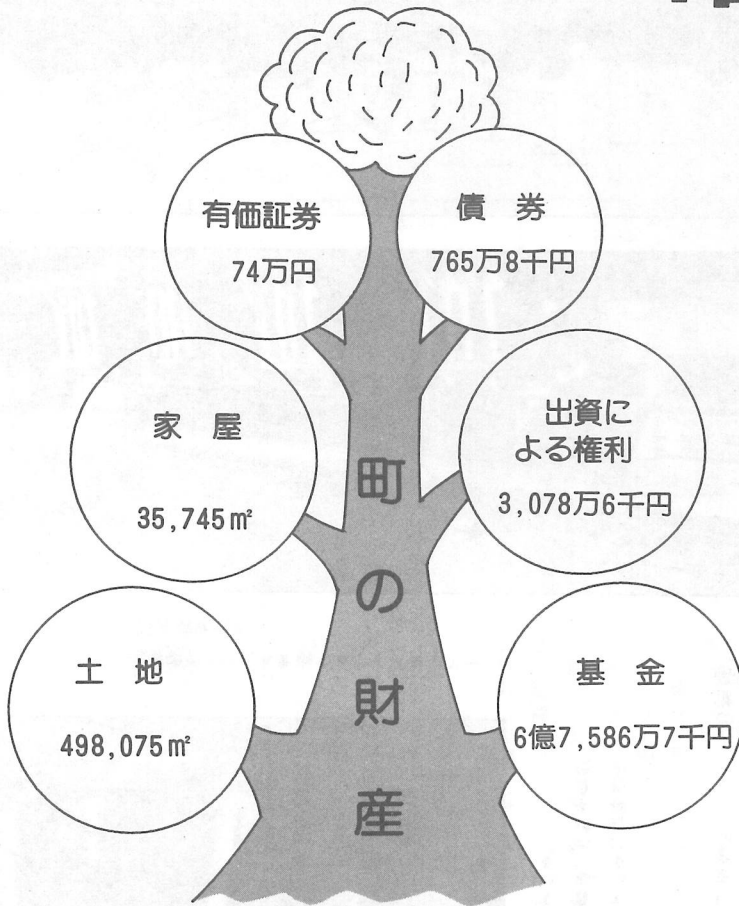 有価証券
74万円
債 券
765万8千円
家 屋
35,745㎡
出資に
よる権利
3,078万6千円
土 地
498,075㎡
基 金
6億7,586万7千円
町の財産